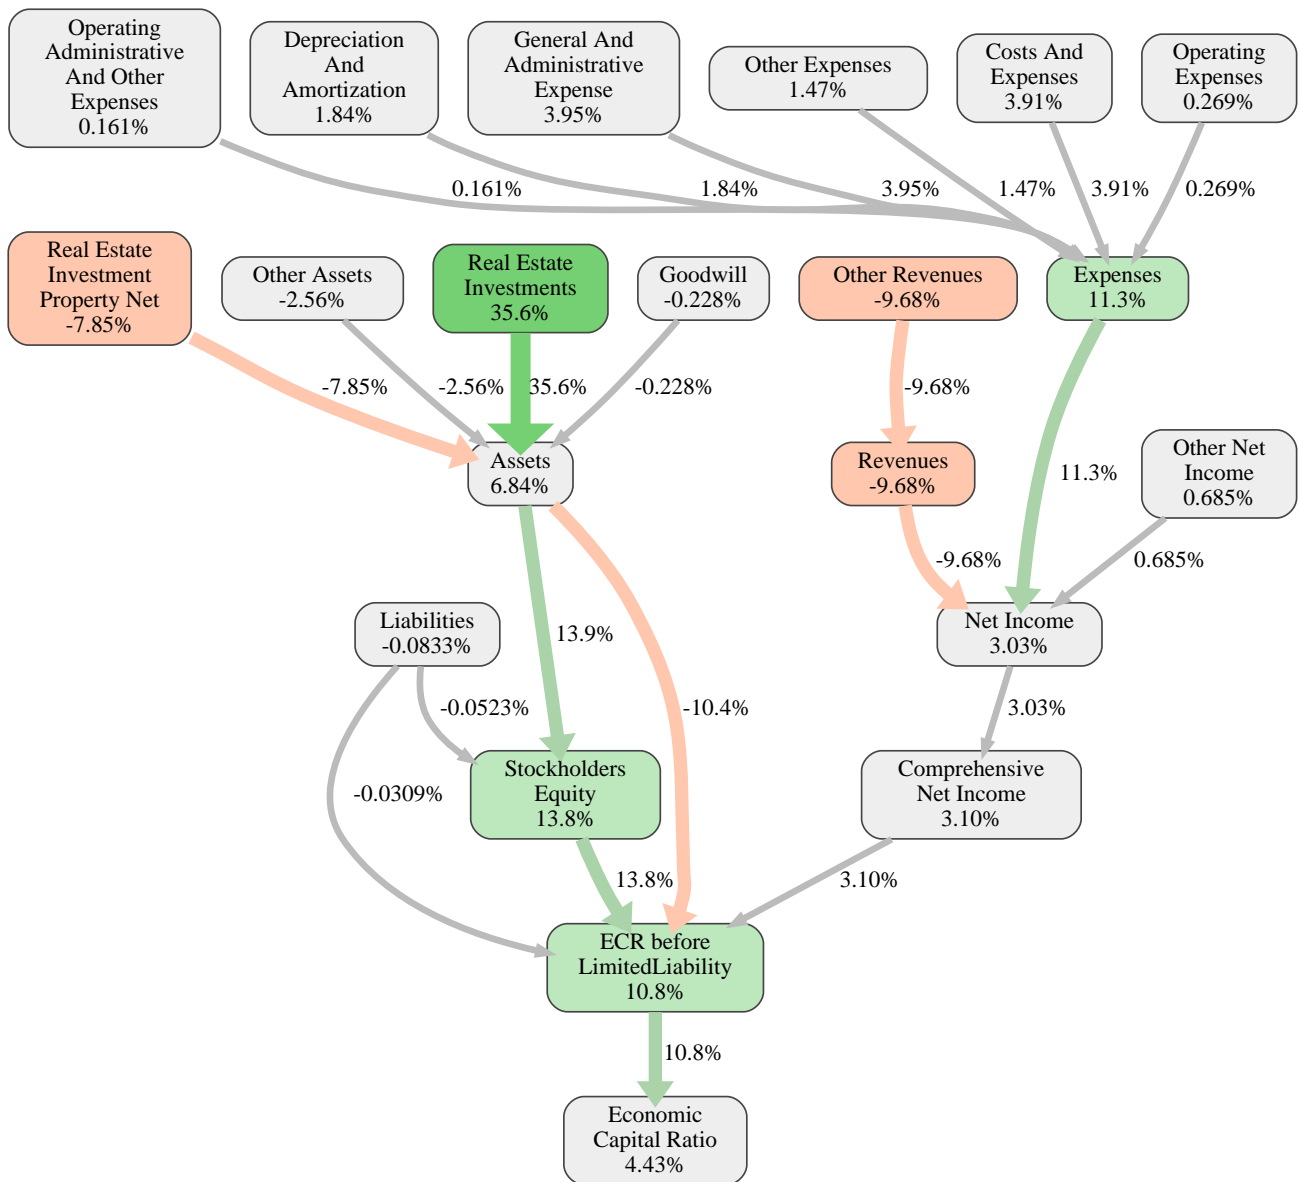 Operating
Administrative
And Other
Expenses
0.161%
Depreciation
And
Amortization
1.84%
General And
Administrative
Expense
3.95%
Other Expenses
1.47%
Costs And
Expenses
3.91%
Operating
Expenses
0.269%
0.161%
1.84%
3.95%
1.47%
3.91%
0.269%
Real Estate
Investment
Property Net
-7.85%
Other Assets
-2.56%
Real Estate
Investments
35.6%
Goodwill
-0.228%
Other Revenues
-9.68%
Expenses
11.3%
-7.85%
-2.56%
35.6%
-0.228%
-9.68%
Assets
6.84%
Revenues
-9.68%
11.3%
Other Net
Income
0.685%
-9.68%
0.685%
Liabilities
-0.0833%
13.9%
Net Income
3.03%
-0.0523%
-10.4%
3.03%
-0.0309%
Stockholders
Equity
13.8%
Comprehensive
Net Income
3.10%
13.8%
3.10%
ECR before
LimitedLiability
10.8%
10.8%
Economic
Capital Ratio
4.43%